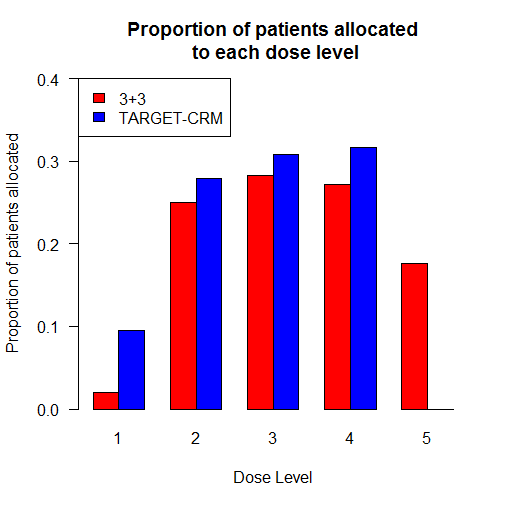 Proportion of patients allocated
to each dose level
Proportion of patients allocated
0.4
0.3
0.2
0.1
0.0
3+3
TARGET-CRM
1 2 3 4 5
Dose Level